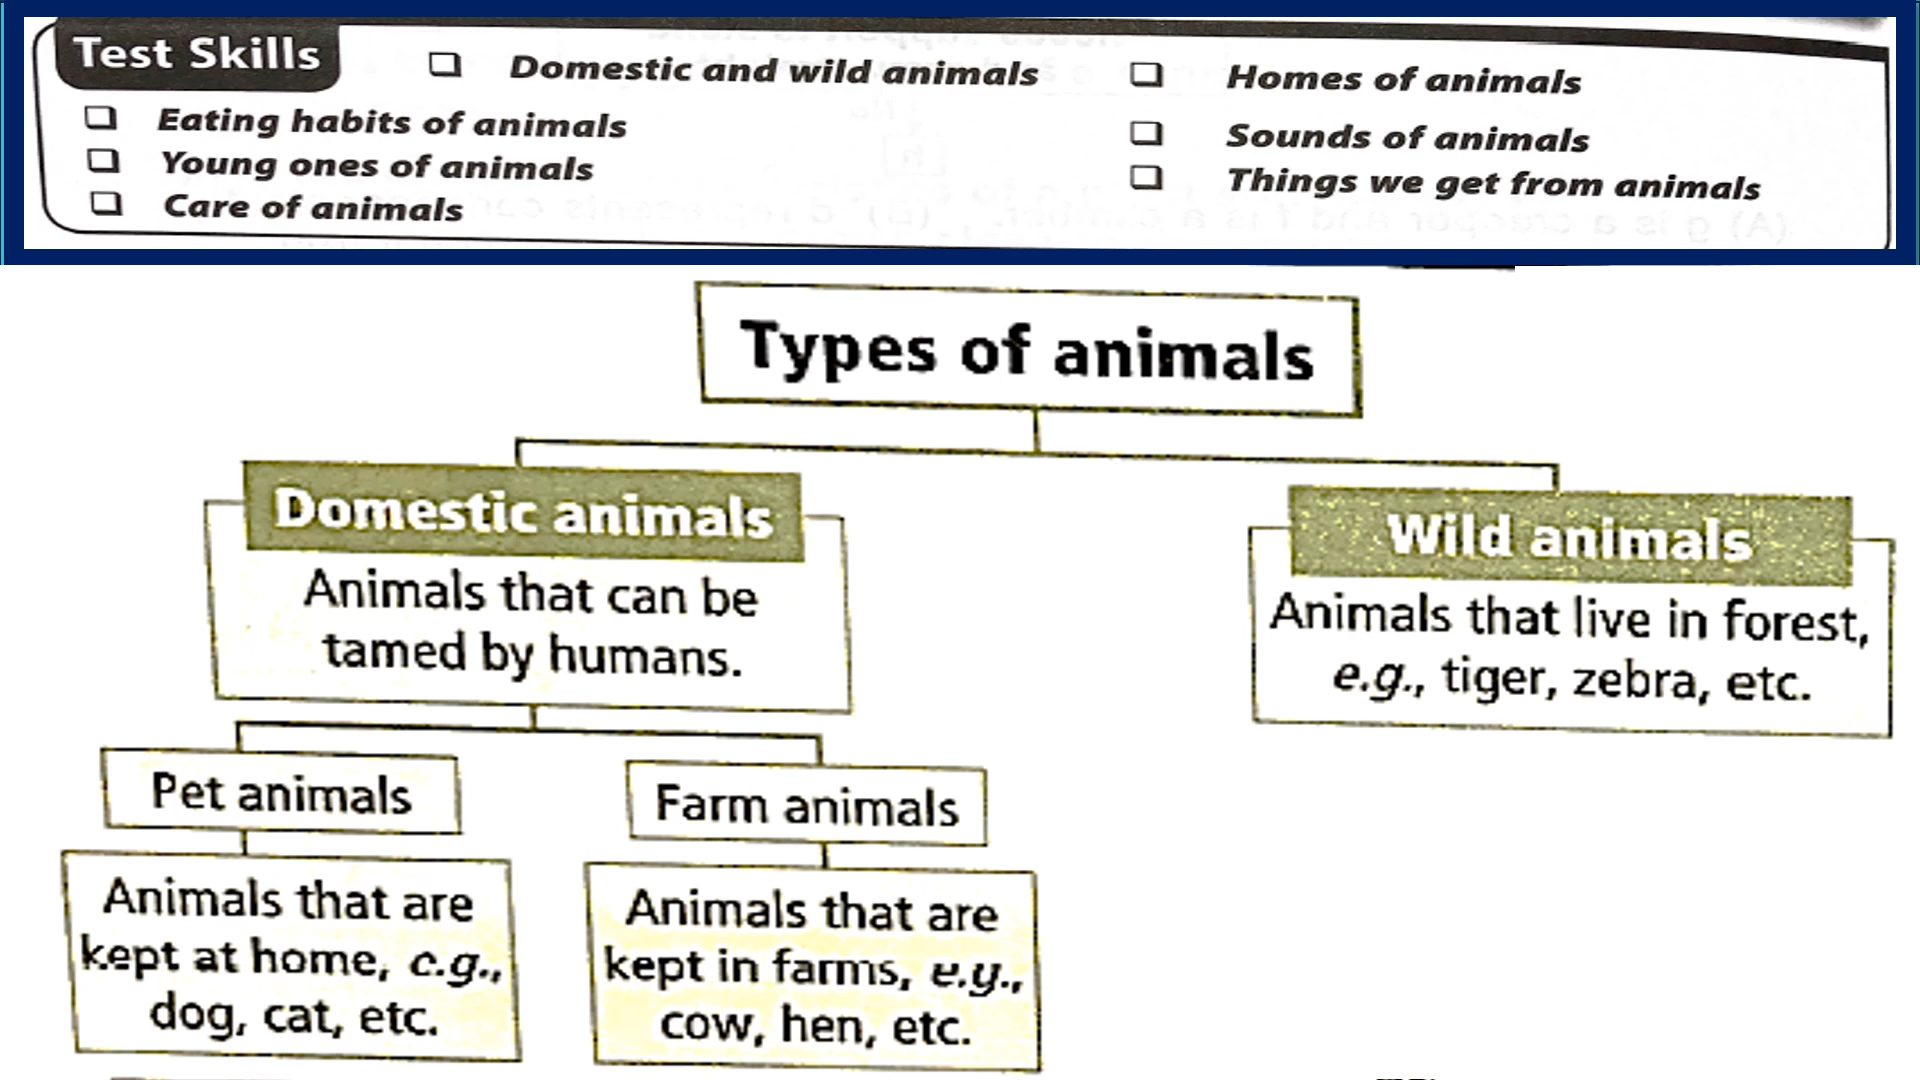 Test Skills
Domestic and wild animals
Homes of animals
Eating habits of animals
Sounds of animals
Young ones of animals
Things we get from animals
Care of animals
Types of animals
Domestic animals
Animals that can be
tamed by humans.
Wild animals
Animals that live in forest,
e.g., tiger, zebra, etc.
Pet animals
Animals that are
kept at home, e.g.,
dog, cat, etc.
Farm animals
Animals that are
kept in farms, e.g.,
cow, hen, etc.